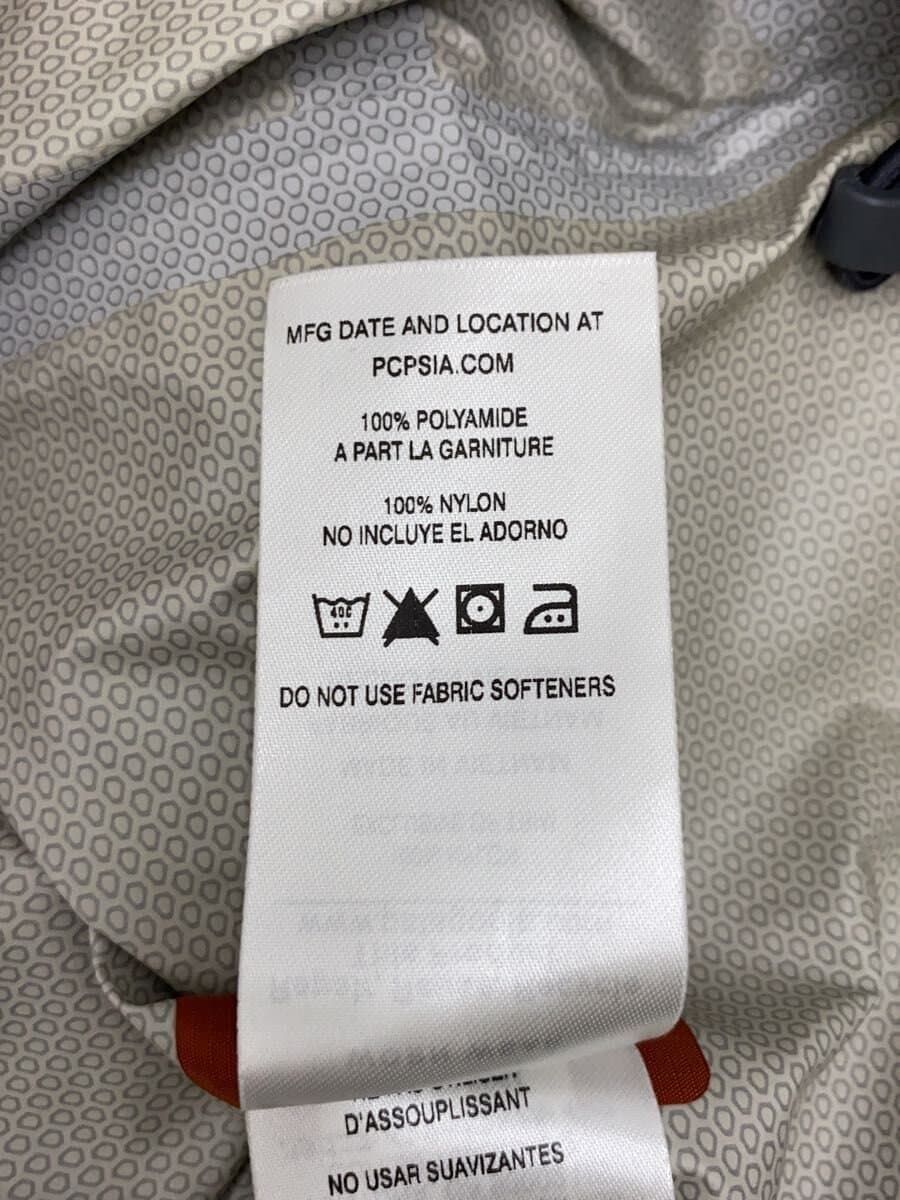 MFG DATE AND LOCATION AT
PCPSIA.COM
100% POLYAMIDE
A PART LA GARNITURE
100% NYLON
NO INCLUYE EL ADORNO
40C
DO NOT USE FABRIC SOFTENERS
D'ASSOUPLISSANT
NO USAR SUAVIZANTES